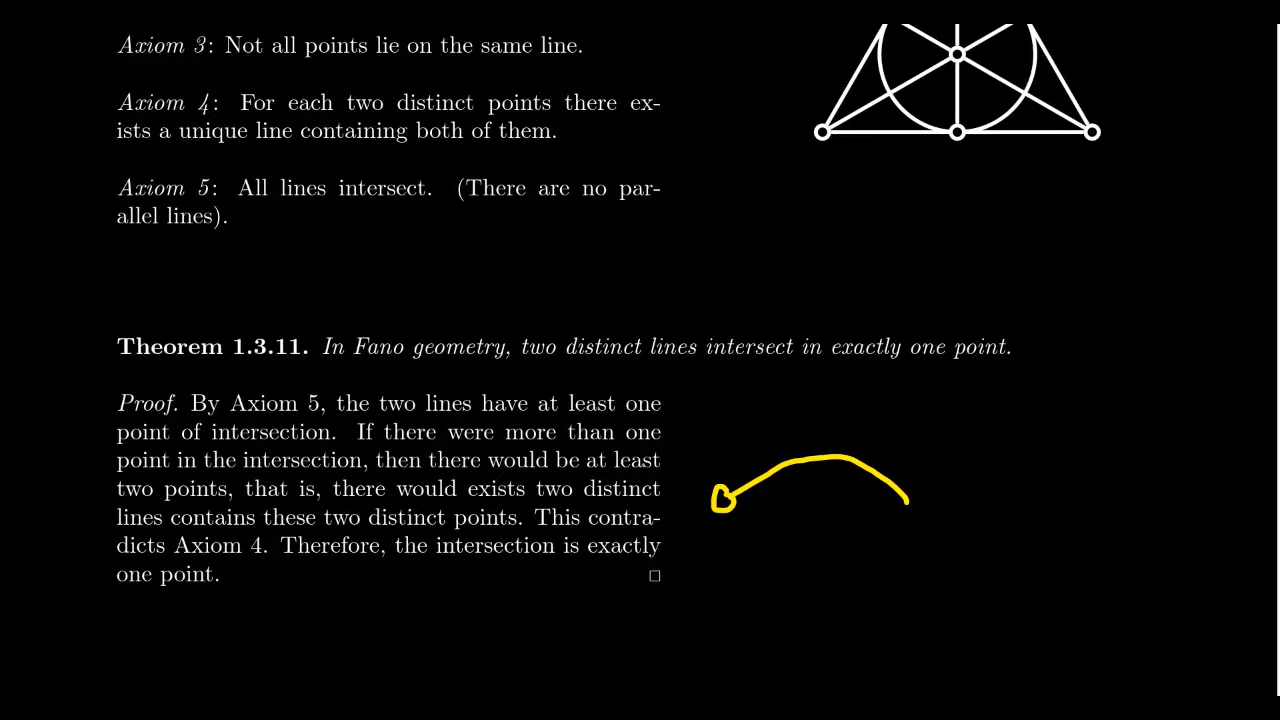 Axiom 3: Not all points lie on the same line.
Axiom 4: For each two distinct points there ex-
ists a unique line containing both of them.
Axiom 5: All lines intersect. (There are no par-
allel lines).
Theorem 1.3.11. In Fano geometry, two distinct lines intersect in exactly one point.
Proof. By Axiom 5, the two lines have at least one
point of intersection. If there were more than one
point in the intersection, then there would be at least
two points, that is, there would exists two distinct
lines contains these two distinct points. This contra-
dicts Axiom 4. Therefore, the intersection is exactly
one point. □